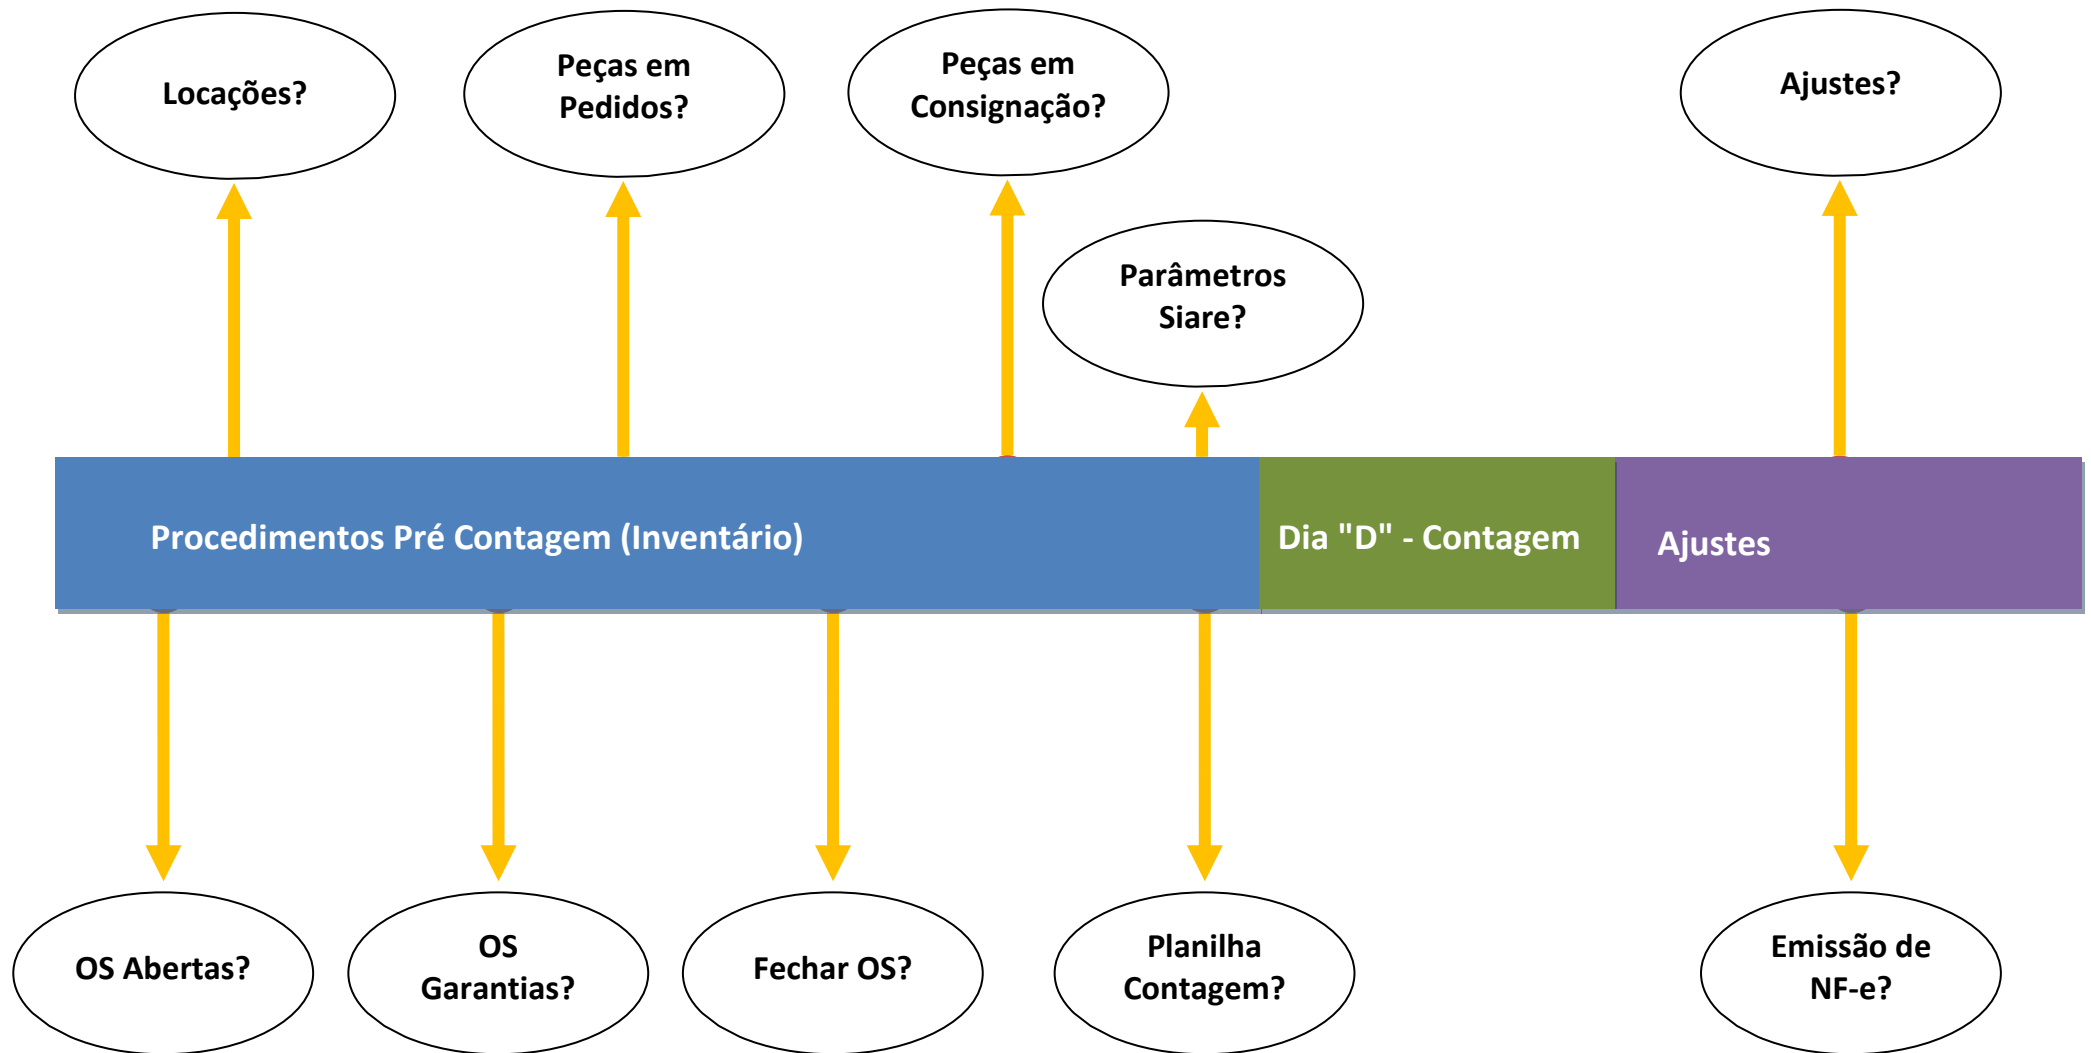 Locações?
Peças em
Pedidos?
Peças em
Consignação?
Ajustes?
Parâmetros
Siare?
Procedimentos Pré Contagem (Inventário)
Dia "D" - Contagem
Ajustes
OS Abertas?
OS
Garantias?
Fechar OS?
Planilha
Contagem?
Emissão de
NF-e?